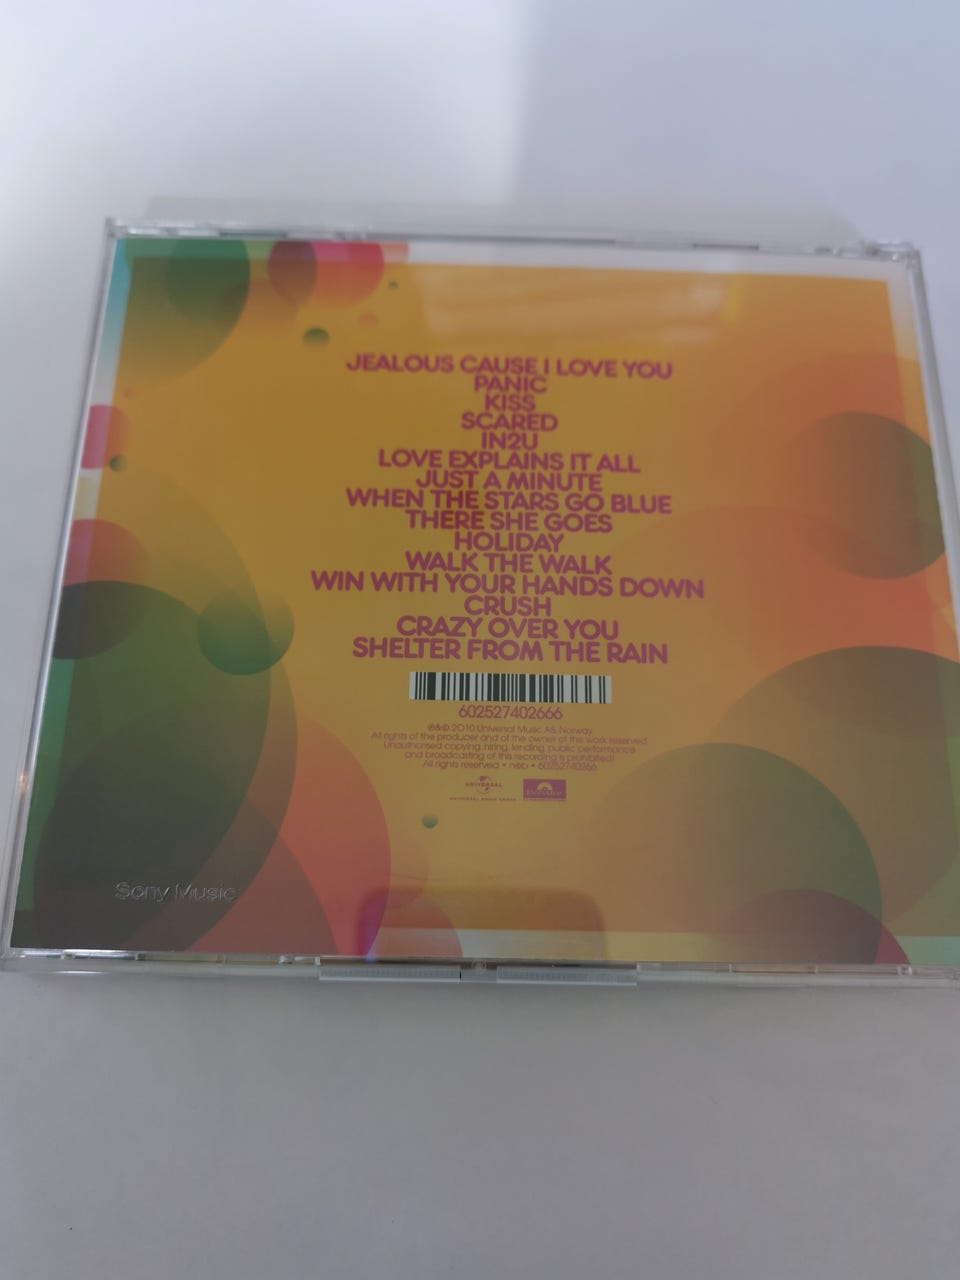 JEALOUS CAUSE I LOVE YOU
PANIC
KISS
SCARED
IN2U
LOVE EXPLAINS IT ALL
JUST A MINUTE
WHEN THE STARS GO BLUE
THERE SHE GOES
HOLIDAY
WALK THE WALK
WIN WITH YOUR HANDS DOWN
CRUSH
CRAZY OVER YOU
SHELTER FROM THE RAIN
602527402666
℗&© 2010 Universal Music AS, Norway
All rights of the producer and of the owner of the work reserved
Unauthorised copying, hiring, lending, public performance
and broadcasting of this recording is prohibited!
All rights reserved • n©b • 60252740266
UNIVERSAL
UNIVERSAL MUSIC GROUP
Polydor
Sony Music